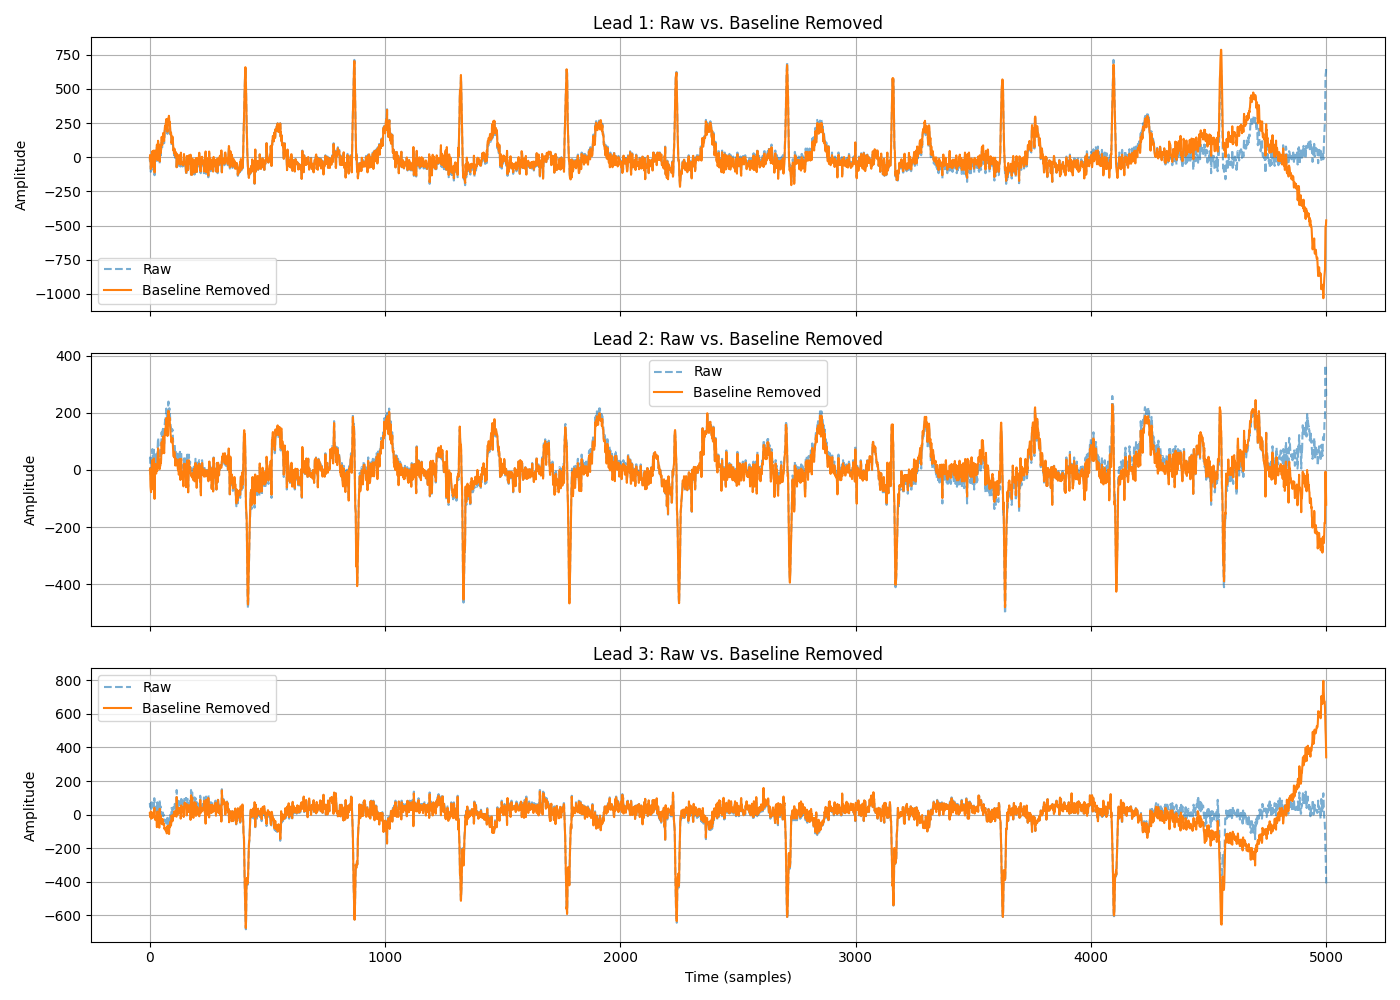 Lead 1: Raw vs. Baseline Removed
750
500
250
0
−250
−500
−750
−1000
Amplitude
Raw
Baseline Removed
Lead 2: Raw vs. Baseline Removed
400
200
0
−200
−400
Amplitude
Raw
Baseline Removed
Lead 3: Raw vs. Baseline Removed
800
600
400
200
0
−200
−400
−600
Amplitude
Raw
Baseline Removed
0 1000 2000 3000 4000 5000
Time (samples)